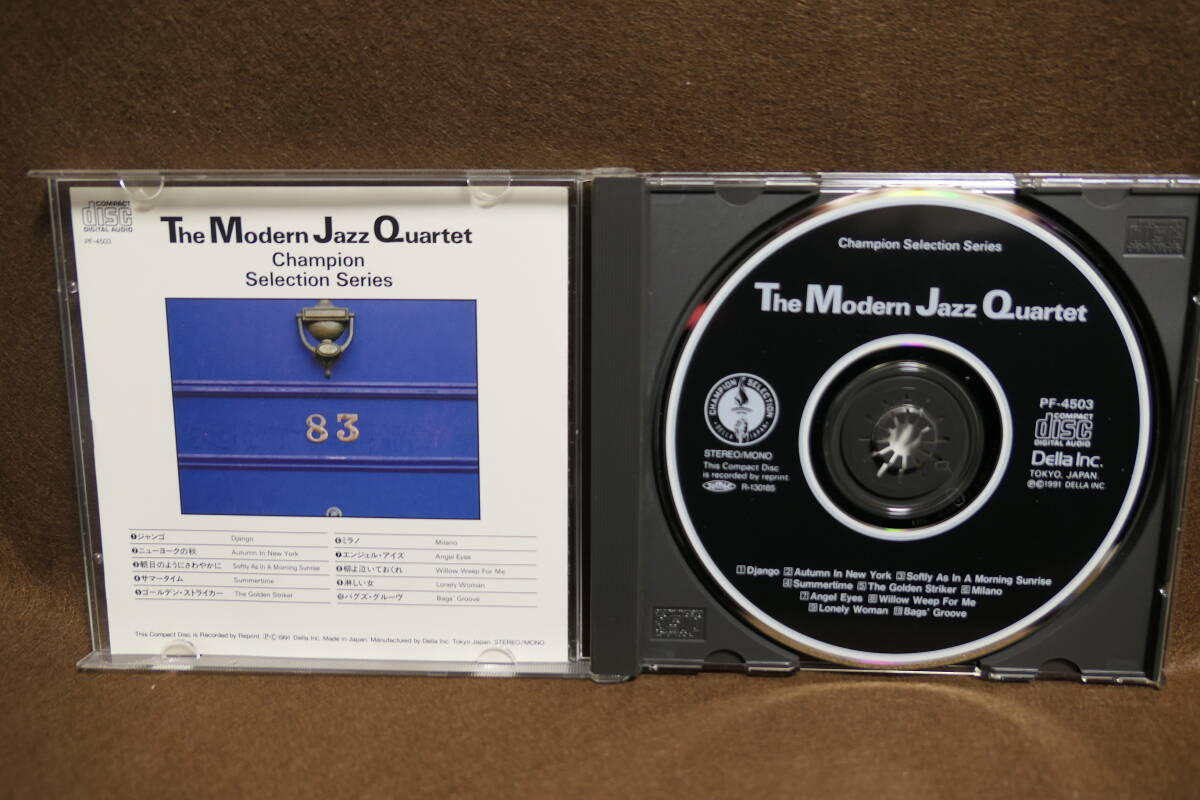 COMPACT
disc
DIGITAL AUDIO
PF-4503
The Modern Jazz Quartet
Champion
Selection Series
83
❶ジャンゴ Django
❷ニューヨークの秋 Autumn In New York
❸朝日のようにさわやかに Softly As In A Morning Sunrise
❹サマータイム Summertime
❺ゴールデン・ストライカー The Golden Striker
❻ミラノ Milano
❼エンジェル・アイズ Angel Eyes
❽柳よ泣いておくれ Willow Weep For Me
❾淋しい女 Lonely Woman
❿バグズ・グルーヴ Bags' Groove
This Compact Disc is Recorded by Reprint. ⓅⒸ1991 Della Inc. Made in Japan. Manufactured by Della Inc. Tokyo Japan. STEREO/MONO
Champion Selection Series
The Modern Jazz Quartet
CHAMPION SELECTION
DELLA JAPAN
STEREO/MONO
This Compact Disc
is recorded by reprint.
R-130185
PF-4503
COMPACT
disc
DIGITAL AUDIO
Della Inc.
TOKYO, JAPAN.
ⓅⒸ1991 DELLA INC.
1 Django 2 Autumn In New York 3 Softly As In A Morning Sunrise
4 Summertime 5 The Golden Striker 6 Milano
7 Angel Eyes 8 Willow Weep For Me
9 Lonely Woman 10 Bags' Groove